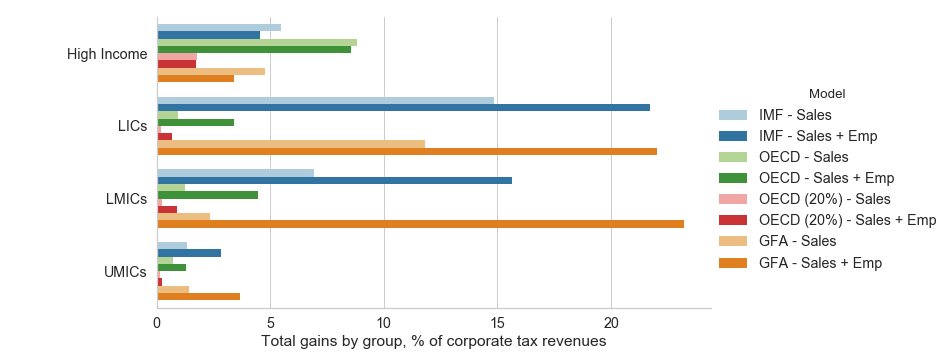 High Income
LICs
LMICs
UMICs
0 5 10 15 20
Total gains by group, % of corporate tax revenues
Model
IMF - Sales
IMF - Sales + Emp
OECD - Sales
OECD - Sales + Emp
OECD (20%) - Sales
OECD (20%) - Sales + Emp
GFA - Sales
GFA - Sales + Emp